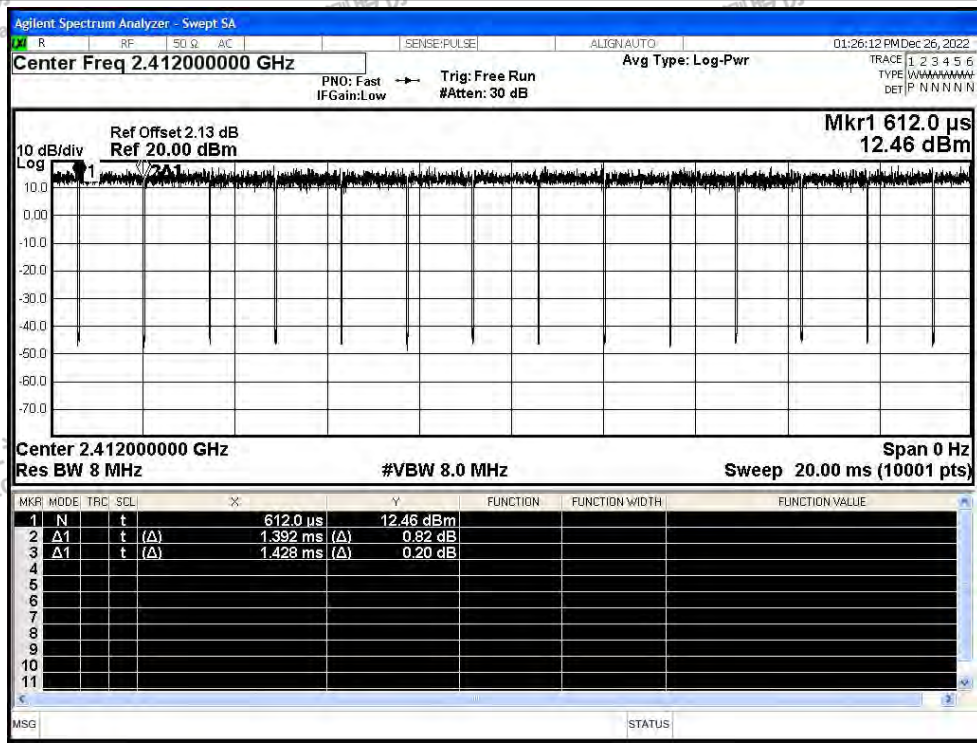 Agilent Spectrum Analyzer - Swept SA
LXI R RF 50 Ω AC SENSE:PULSE ALIGN AUTO 01:26:12 PM Dec 26, 2022
Center Freq 2.412000000 GHz
PNO: Fast
IFGain:Low
Trig: Free Run
#Atten: 30 dB
Avg Type: Log-Pwr
TRACE 1 2 3 4 5 6
TYPE WWWWWW
DET P N N N N N
Mkr1 612.0 µs
12.46 dBm
Ref Offset 2.13 dB
10 dB/div Ref 20.00 dBm
Log
1
3Δ1
10.0
0.00
-10.0
-20.0
-30.0
-40.0
-50.0
-60.0
-70.0
Center 2.412000000 GHz Span 0 Hz
Res BW 8 MHz #VBW 8.0 MHz Sweep 20.00 ms (10001 pts)
MKR MODE TRC SCL X Y FUNCTION FUNCTION WIDTH FUNCTION VALUE
1 N t 612.0 µs 12.46 dBm
2 Δ1 t (Δ) 1.392 ms (Δ) 0.82 dB
3 Δ1 t (Δ) 1.428 ms (Δ) 0.20 dB
4
5
6
7
8
9
10
11
MSG STATUS